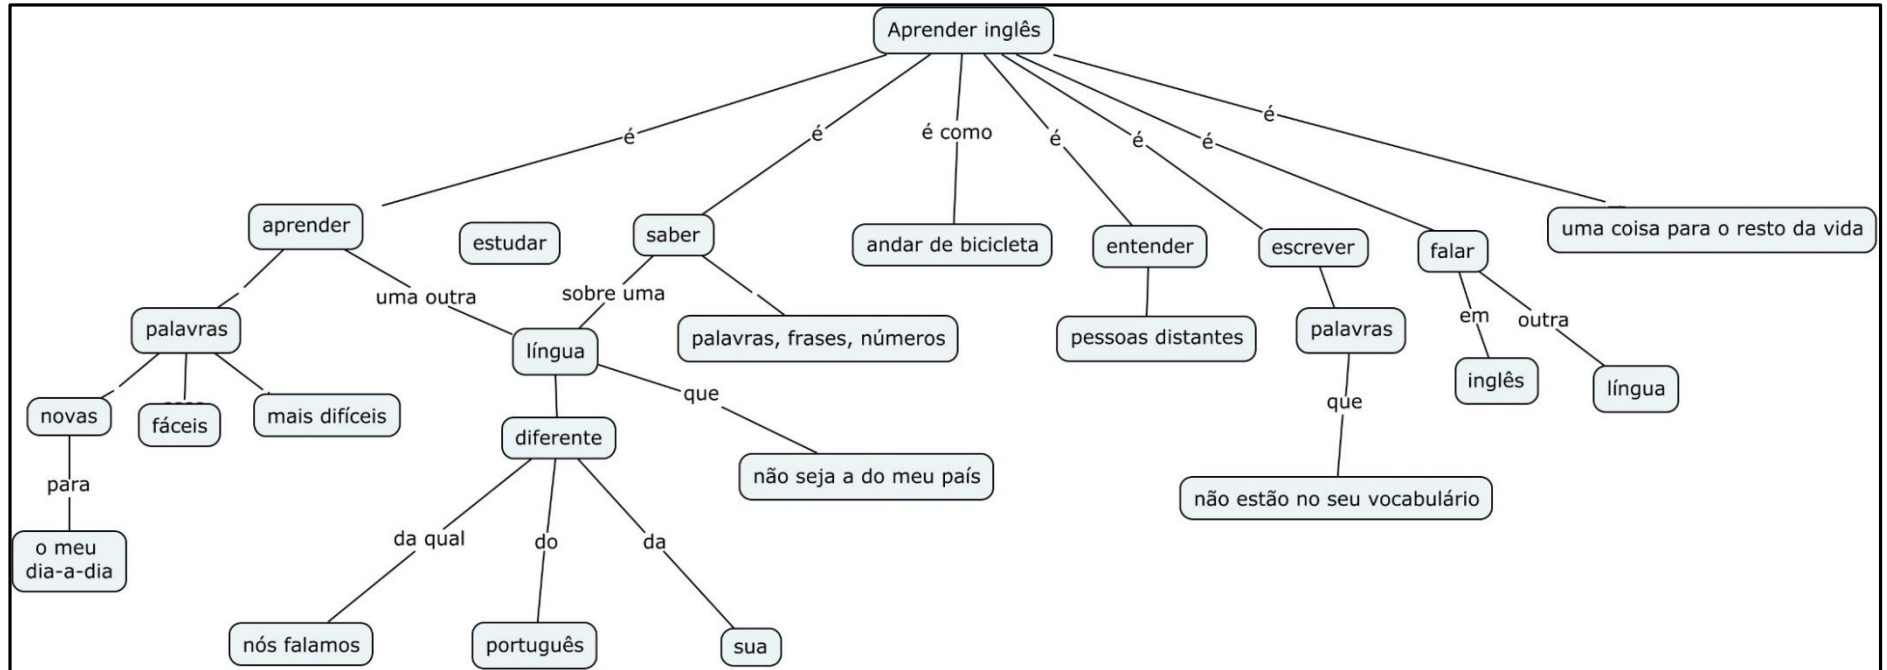 Aprender inglês
é
é
é como
é
é
é
é
aprender
estudar
saber
andar de bicicleta
entender
escrever
falar
uma coisa para o resto da vida
uma outra
sobre uma
palavras
língua
palavras, frases, números
pessoas distantes
palavras
em
outra
novas
fáceis
mais difíceis
que
que
inglês
língua
diferente
para
não seja a do meu país
não estão no seu vocabulário
o meu
dia-a-dia
da qual
do
da
nós falamos
português
sua